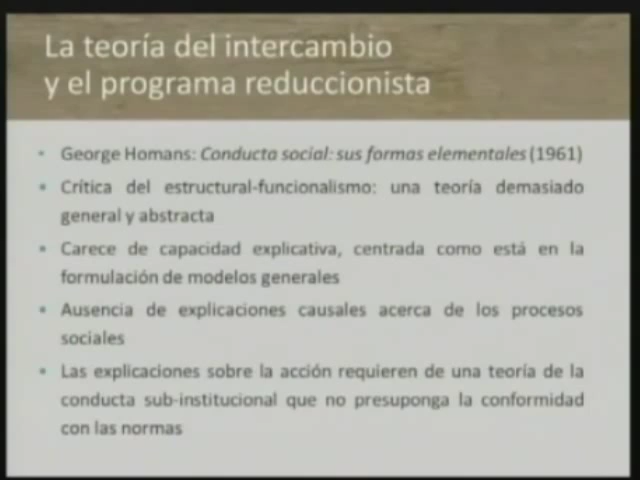 La teoría del intercambio
y el programa reduccionista
• George Homans: Conducta social: sus formas elementales (1961)
• Crítica del estructural-funcionalismo: una teoría demasiado
general y abstracta
• Carece de capacidad explicativa, centrada como está en la
formulación de modelos generales
• Ausencia de explicaciones causales acerca de los procesos
sociales
• Las explicaciones sobre la acción requieren de una teoría de la
conducta sub-institucional que no presuponga la conformidad
con las normas